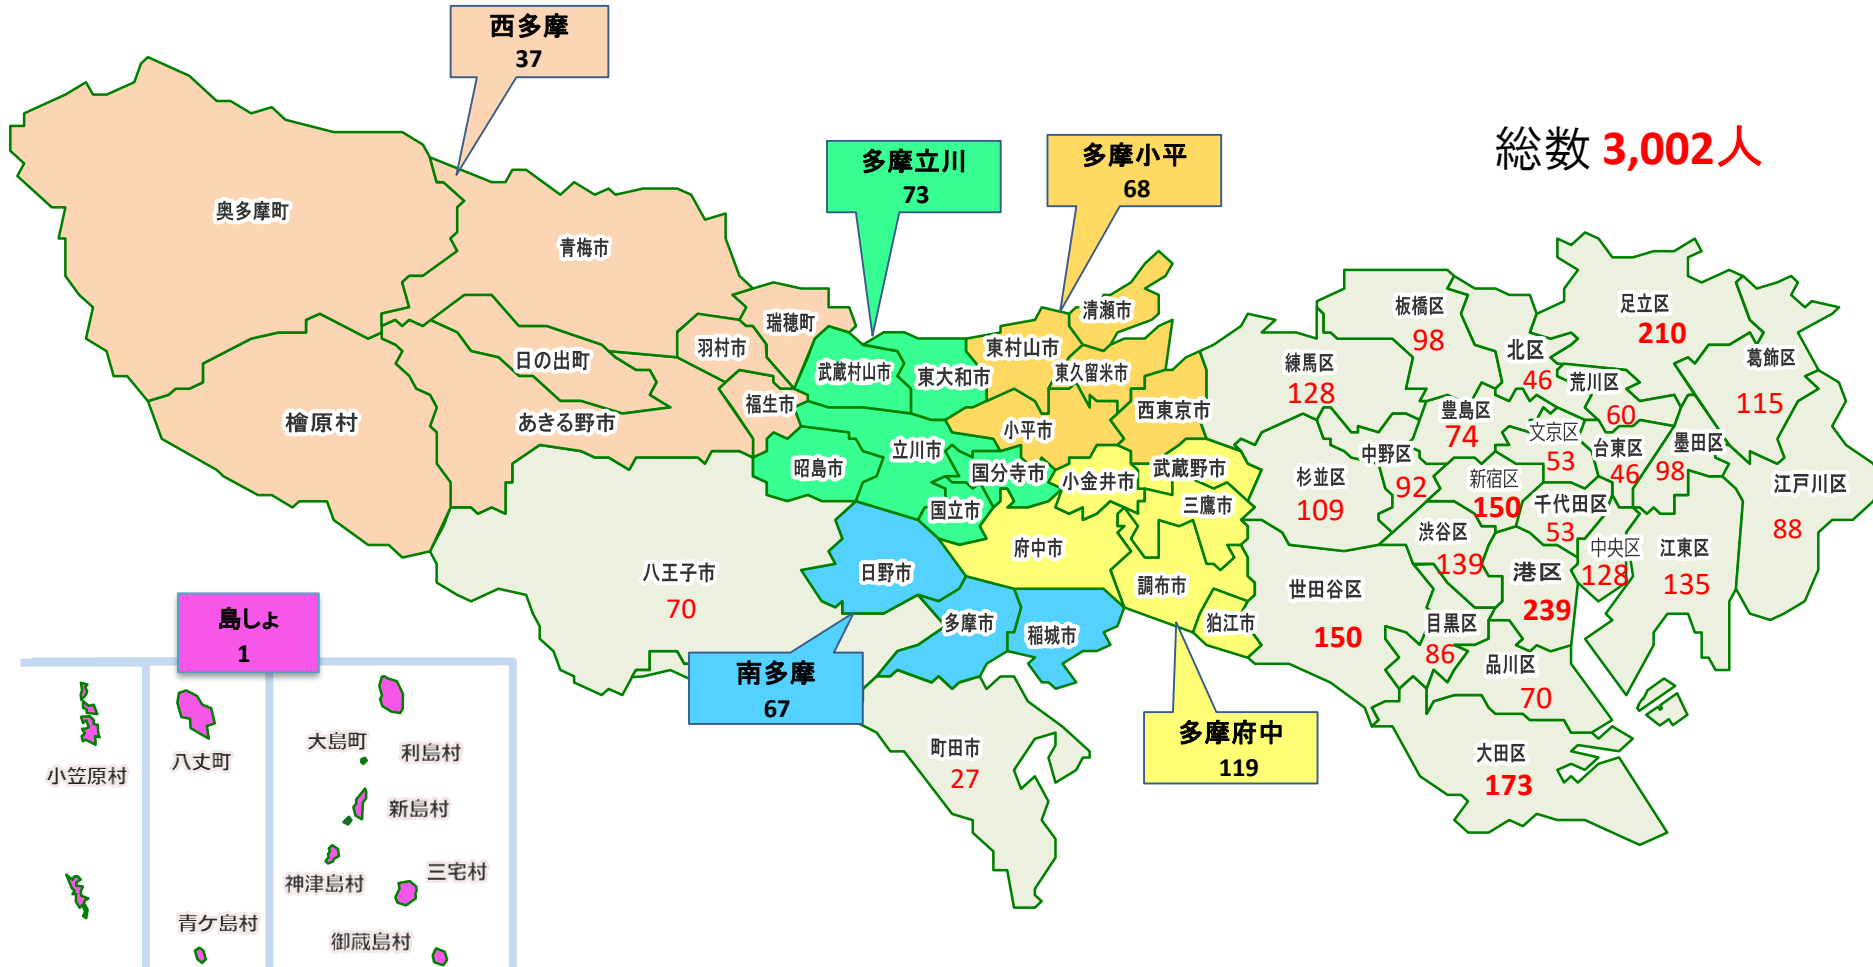 西多摩
37
総数 3,002人
多摩立川
73
多摩小平
68
奥多摩町
青梅市
瑞穂町
羽村市
日の出町
福生市
あきる野市
檜原村
武蔵村山市
東大和市
東村山市
清瀬市
東久留米市
西東京市
小平市
立川市
昭島市
国分寺市
国立市
小金井市
武蔵野市
三鷹市
府中市
調布市
狛江市
八王子市
70
日野市
多摩市
稲城市
南多摩
67
多摩府中
119
町田市
27
板橋区
98
練馬区
128
北区
46
足立区
210
葛飾区
115
荒川区
60
豊島区
74
文京区
53
台東区
46
墨田区
98
江戸川区
88
中野区
92
杉並区
109
新宿区
150
千代田区
53
渋谷区
139
中央区
128
江東区
135
港区
239
世田谷区
150
目黒区
86
品川区
70
大田区
173
島しょ
1
小笠原村
八丈町
青ケ島村
大島町
利島村
新島村
神津島村
三宅村
御蔵島村